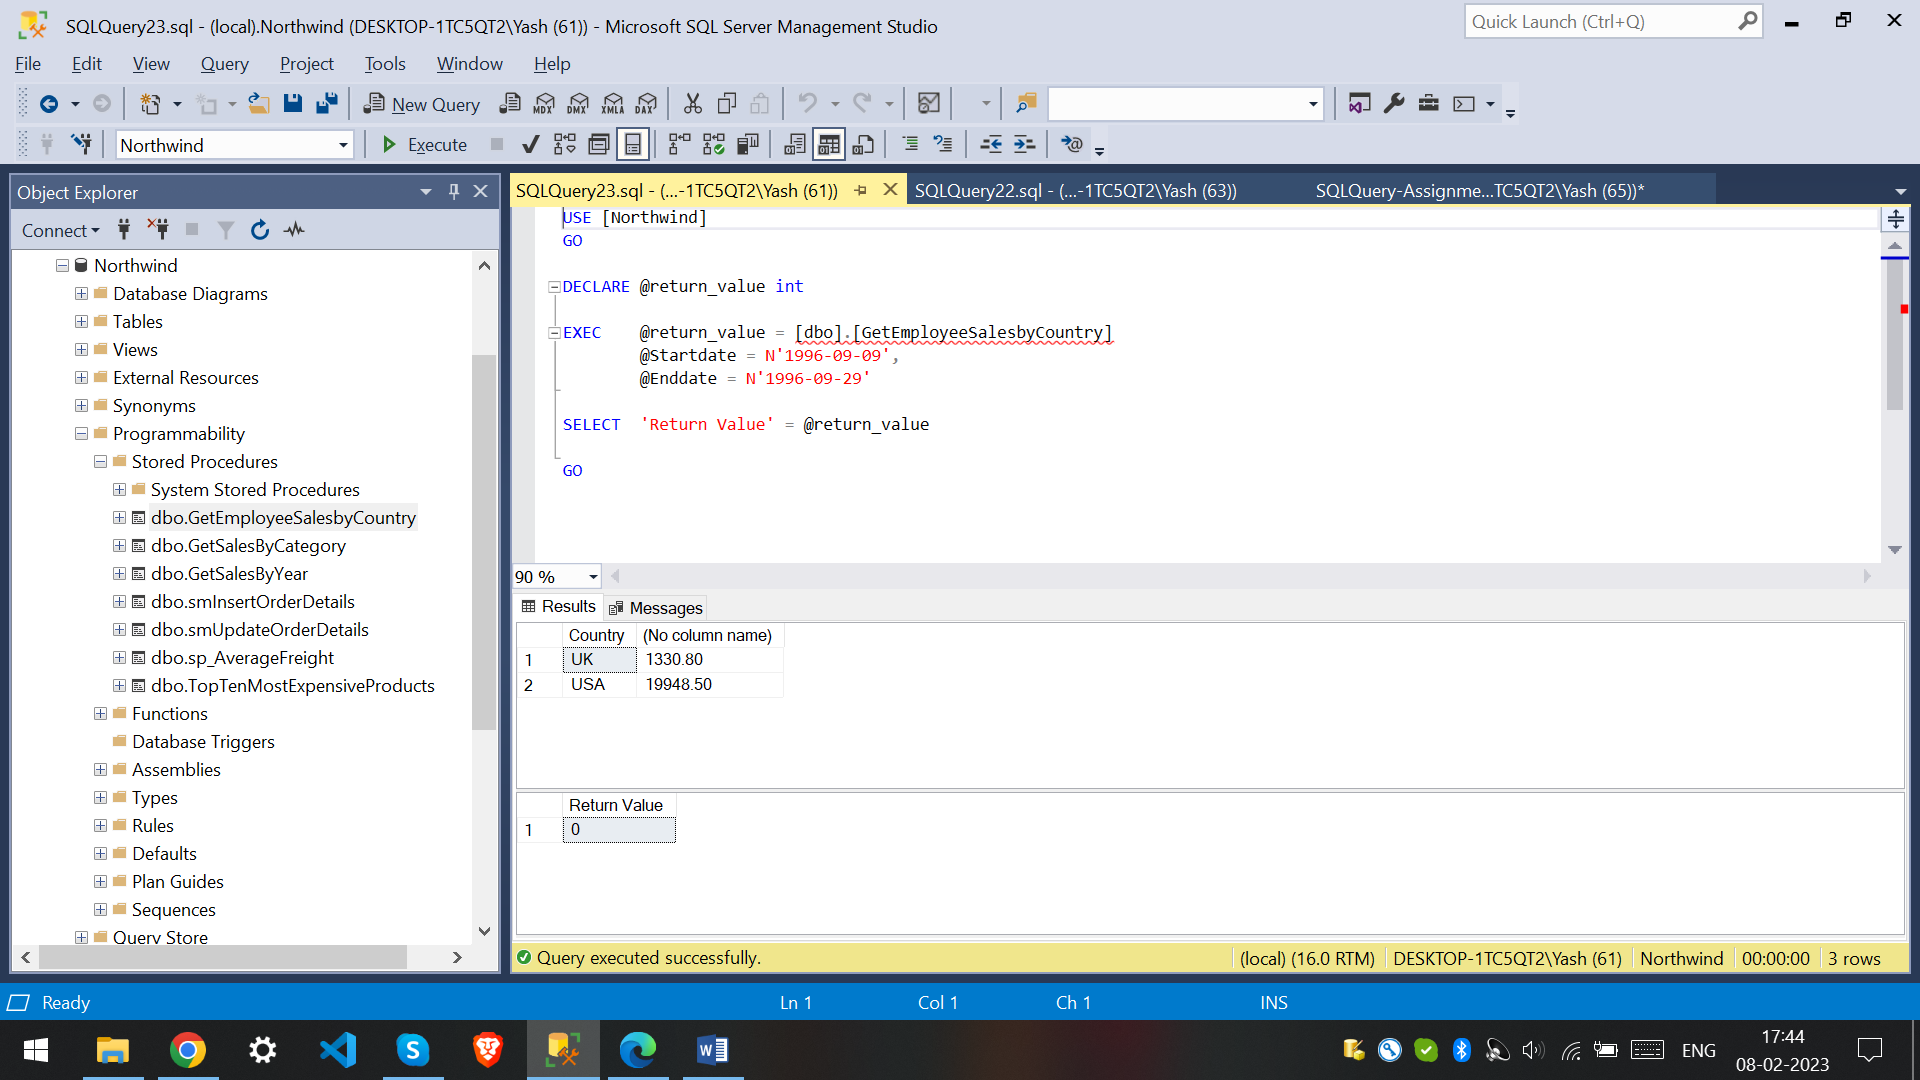 SQLQuery23.sql - (local).Northwind (DESKTOP-1TC5QT2\Yash (61)) - Microsoft SQL Server Management Studio
Quick Launch (Ctrl+Q)
File Edit View Query Project Tools Window Help
New Query MDX DMX XMLA DAX
Northwind Execute
Object Explorer
SQLQuery23.sql - (...-1TC5QT2\Yash (61)) SQLQuery22.sql - (...-1TC5QT2\Yash (63)) SQLQuery-Assignme...TC5QT2\Yash (65))*
Connect
Northwind
Database Diagrams
Tables
Views
External Resources
Synonyms
Programmability
Stored Procedures
System Stored Procedures
dbo.GetEmployeeSalesbyCountry
dbo.GetSalesByCategory
dbo.GetSalesByYear
dbo.smInsertOrderDetails
dbo.smUpdateOrderDetails
dbo.sp_AverageFreight
dbo.TopTenMostExpensiveProducts
Functions
Database Triggers
Assemblies
Types
Rules
Defaults
Plan Guides
Sequences
Query Store
USE [Northwind]
GO
DECLARE @return_value int
EXEC @return_value = [dbo].[GetEmployeeSalesbyCountry]
@Startdate = N'1996-09-09',
@Enddate = N'1996-09-29'
SELECT 'Return Value' = @return_value
GO
90 %
Results Messages
Country (No column name)
1 UK 1330.80
2 USA 19948.50
Return Value
1 0
Query executed successfully. (local) (16.0 RTM) DESKTOP-1TC5QT2\Yash (61) Northwind 00:00:00 3 rows
Ready Ln 1 Col 1 Ch 1 INS
ENG
17:44
08-02-2023